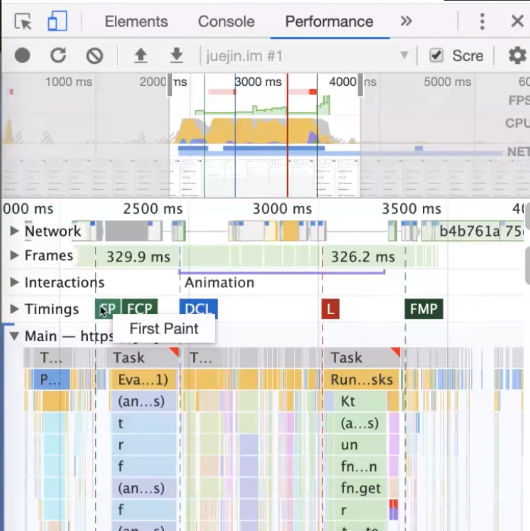 Elements Console Performance »
juejin.im #1 Scre
1000 ms 2000 ms 3000 ms 4000 ms 5000 ms
FPS
CPU
NET
000 ms 2500 ms 3000 ms 3500 ms
Network b4b761a 75
Frames 329.9 ms 326.2 ms
Interactions Animation
Timings FP FCP DCL L FMP
First Paint
Main — https
T... Task T... Task
P... Eva...1) Run...sks
(an...s) Kt
t (a...s)
r un
f fn...n
(an...s) fn.get
f r